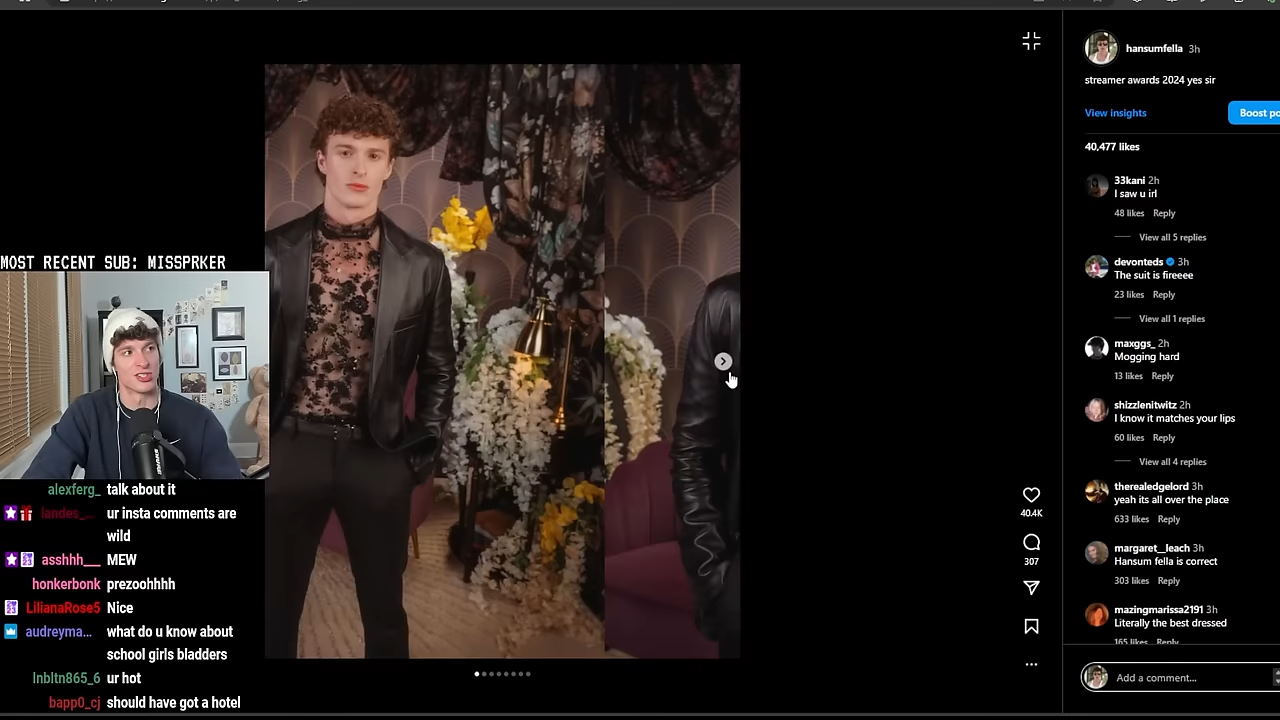 hansumfella 3h
streamer awards 2024 yes sir
View insights
Boost po
40,477 likes
33kani 2h
I saw u irl
48 likes Reply
View all 5 replies
devonteds 3h
The suit is fireeee
23 likes Reply
View all 1 replies
maxggs_ 2h
Mogging hard
13 likes Reply
shizzlenitwitz 2h
I know it matches your lips
60 likes Reply
View all 4 replies
therealedgelord 3h
yeah its all over the place
633 likes Reply
margaret__leach 3h
Hansum fella is correct
303 likes Reply
mazingmarissa2191 3h
Literally the best dressed
165 likes Reply
Add a comment...
40.4K
307
MOST RECENT SUB: MISSPRKER
alexferg_ talk about it
landes_... ur insta comments are
wild
asshhh___ MEW
honkerbonk prezoohhhh
LilianaRose5 Nice
audreyma... what do u know about
school girls bladders
lnbltn865_6 ur hot
bapp0_cj should have got a hotel